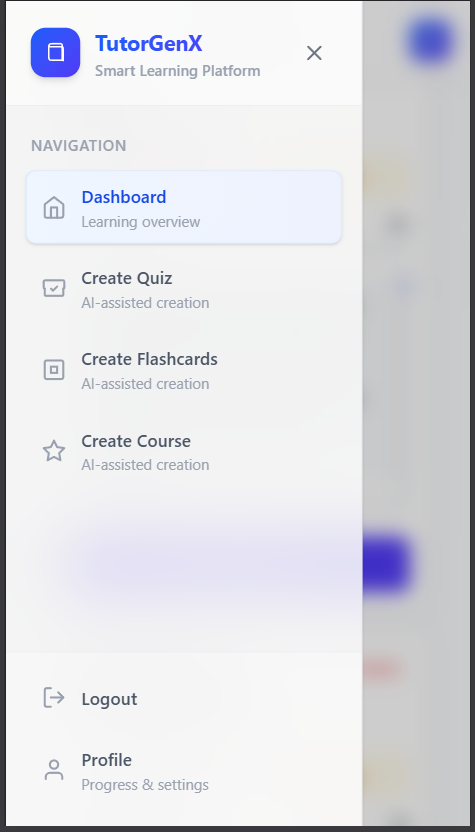 TutorGenX
Smart Learning Platform
NAVIGATION
Dashboard
Learning overview
Create Quiz
AI-assisted creation
Create Flashcards
AI-assisted creation
Create Course
AI-assisted creation
Logout
Profile
Progress & settings